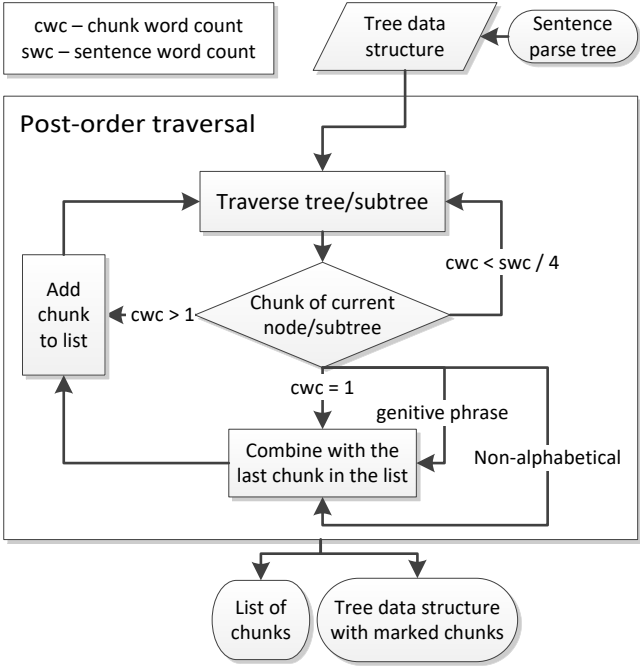 cwc – chunk word count
swc – sentence word count
Tree data
structure
Sentence
parse tree
Post-order traversal
Traverse tree/subtree
cwc < swc / 4
Add
chunk
to list
cwc > 1
Chunk of current
node/subtree
cwc = 1
genitive phrase
Non-alphabetical
Combine with the
last chunk in the list
List of
chunks
Tree data structure
with marked chunks